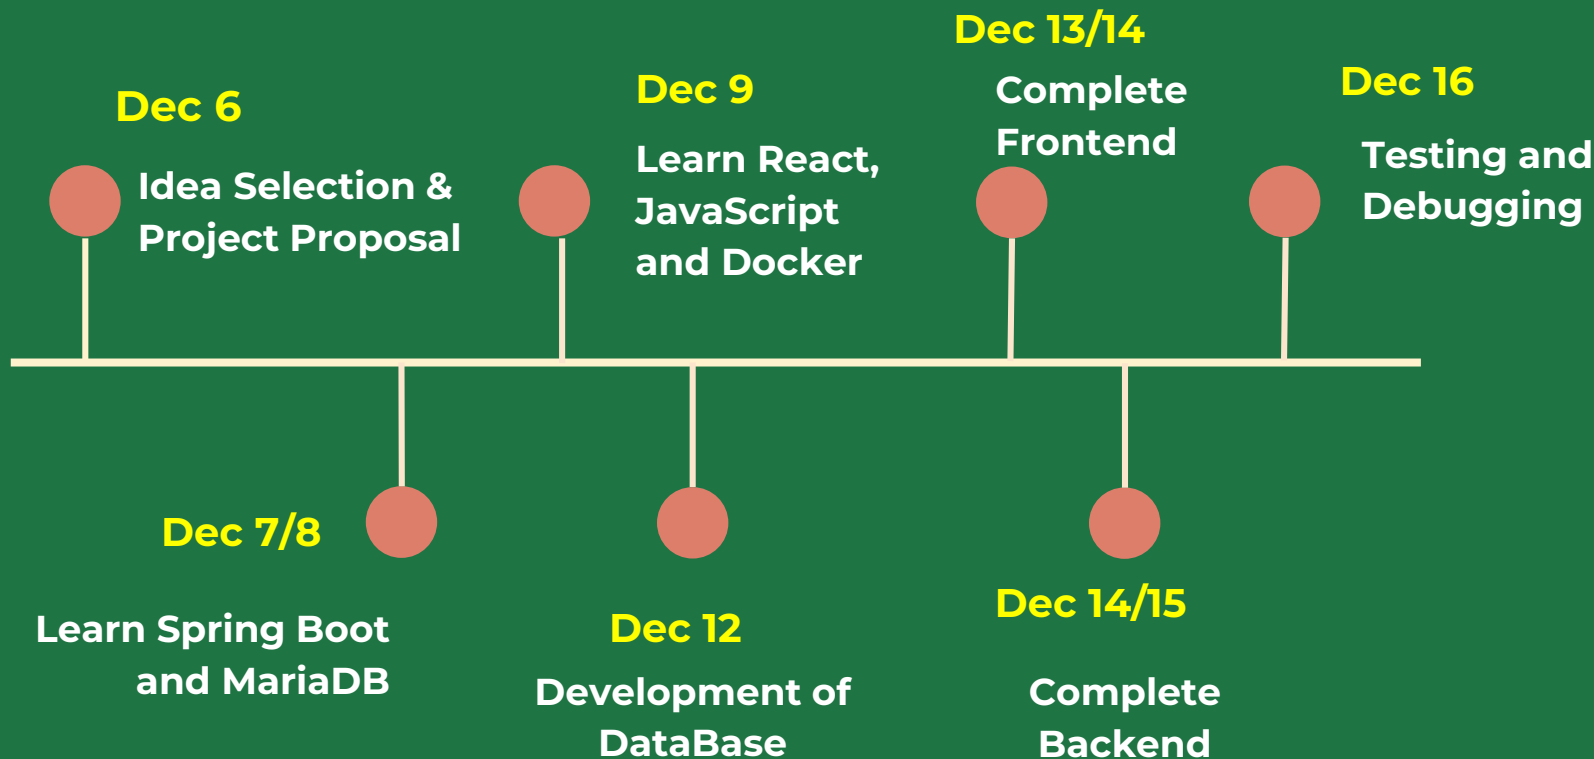 Dec 6
Idea Selection &
Project Proposal
Dec 7/8
Learn Spring Boot
and MariaDB
Dec 9
Learn React,
JavaScript
and Docker
Dec 12
Development of
DataBase
Dec 13/14
Complete
Frontend
Dec 14/15
Complete
Backend
Dec 16
Testing and
Debugging